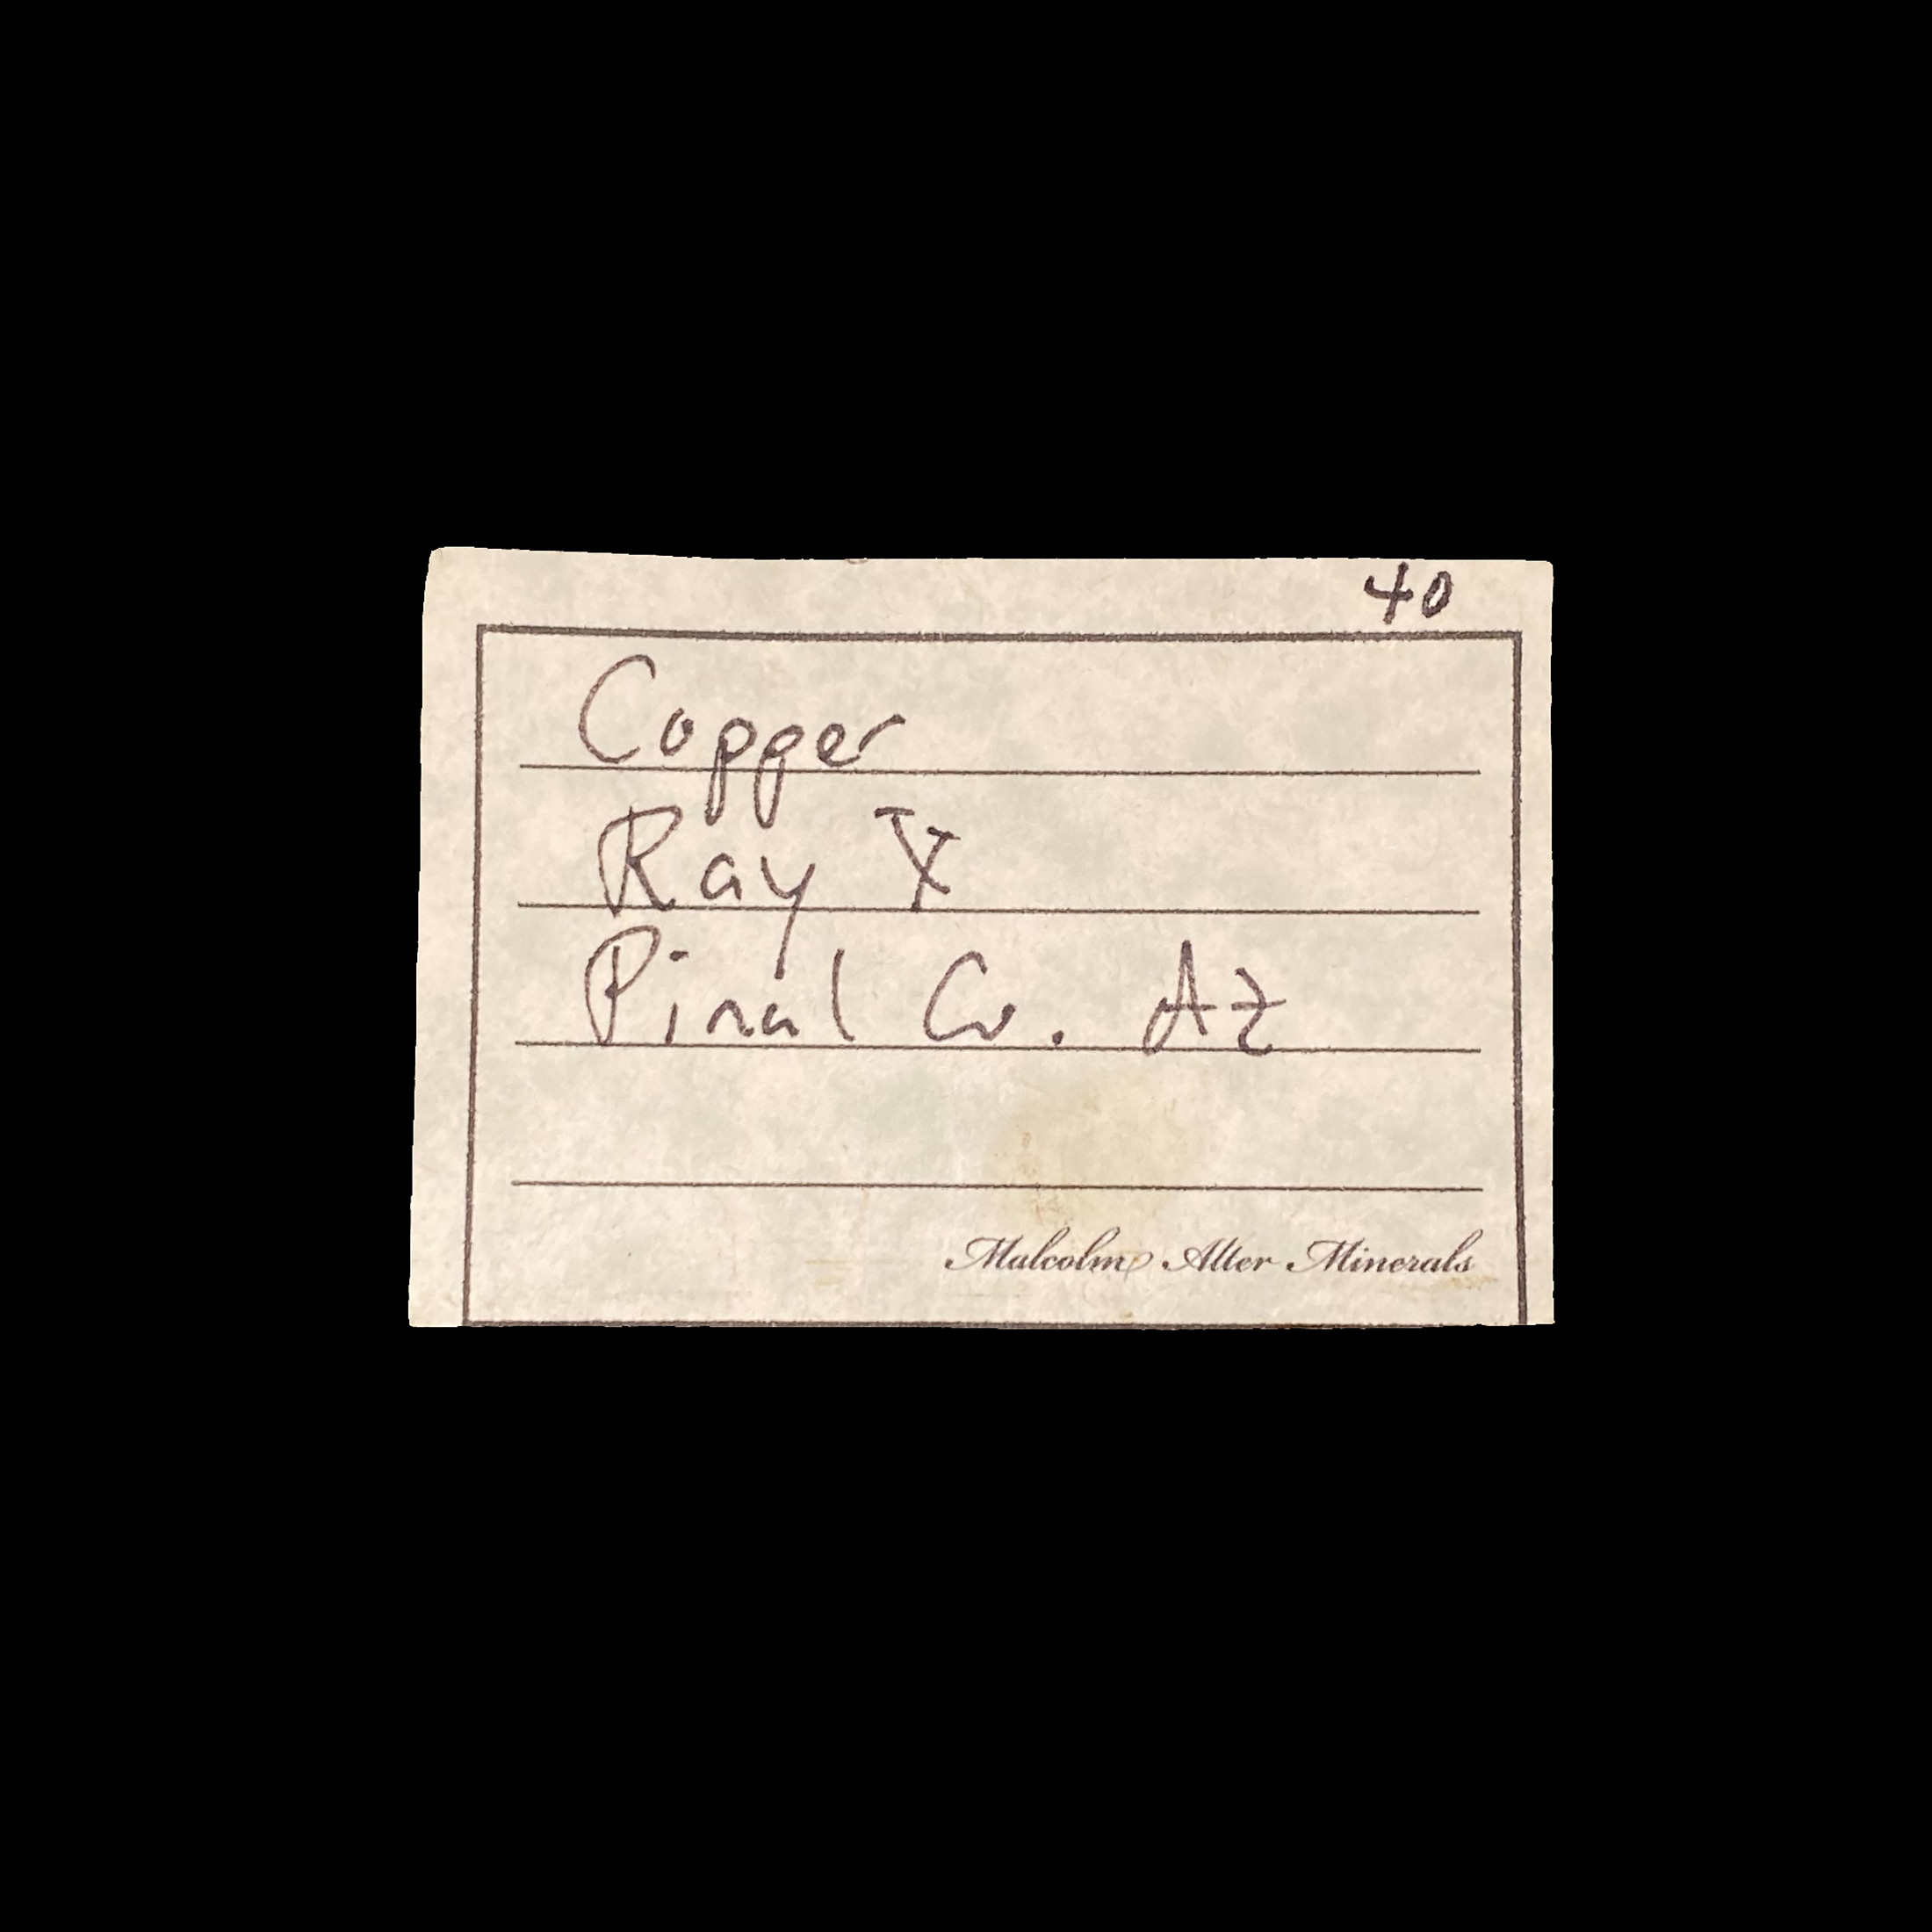 40
Copper
Ray
Pinal Co. Az
Malcolm Alter Minerals